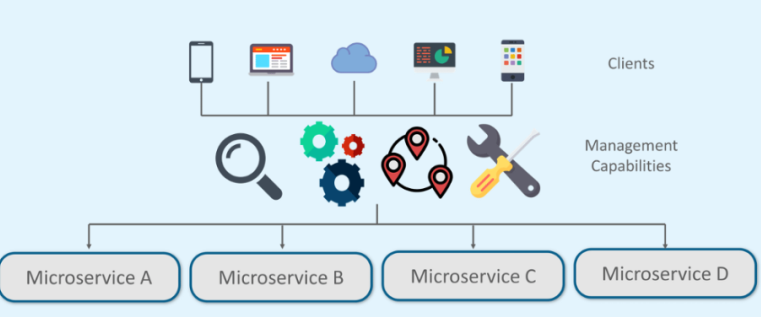 Clients
Management
Capabilities
Microservice A
Microservice B
Microservice C
Microservice D